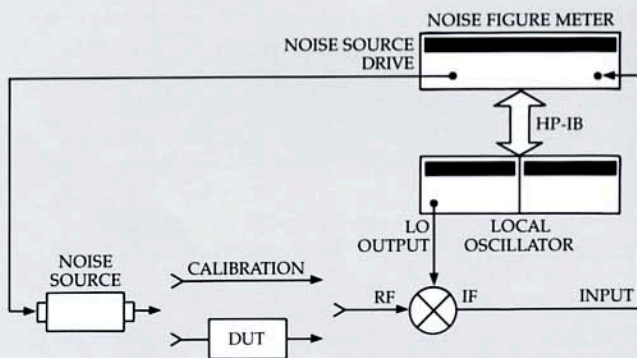 NOISE FIGURE METER
NOISE SOURCE
DRIVE
HP-IB
LO
OUTPUT
LOCAL
OSCILLATOR
NOISE
SOURCE
CALIBRATION
RF
IF
INPUT
DUT